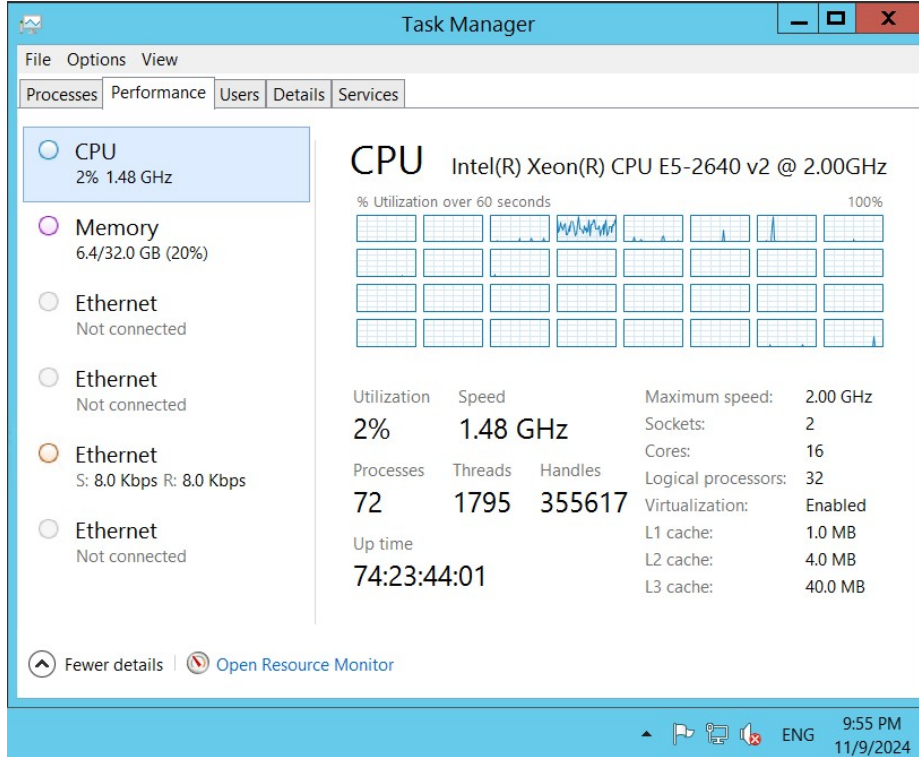 Task Manager
File Options View
Processes Performance Users Details Services
CPU
2% 1.48 GHz
Memory
6.4/32.0 GB (20%)
Ethernet
Not connected
Ethernet
Not connected
Ethernet
S: 8.0 Kbps R: 8.0 Kbps
Ethernet
Not connected
CPU Intel(R) Xeon(R) CPU E5-2640 v2 @ 2.00GHz
% Utilization over 60 seconds 100%
Utilization Speed
2% 1.48 GHz
Processes Threads Handles
72 1795 355617
Up time
74:23:44:01
Maximum speed: 2.00 GHz
Sockets: 2
Cores: 16
Logical processors: 32
Virtualization: Enabled
L1 cache: 1.0 MB
L2 cache: 4.0 MB
L3 cache: 40.0 MB
Fewer details Open Resource Monitor
ENG 9:55 PM
11/9/2024